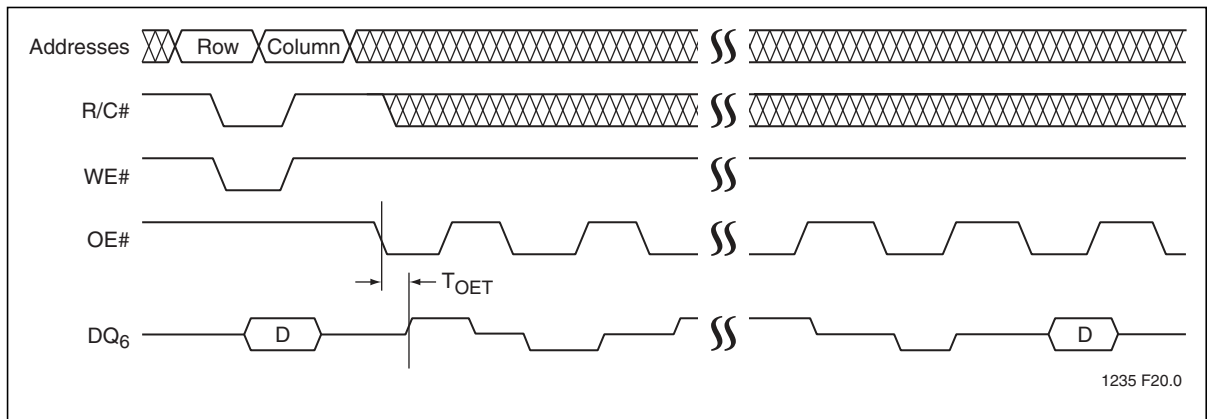 Addresses Row Column
R/C#
WE#
OE#
TOET
DQ6 D D
1235 F20.0